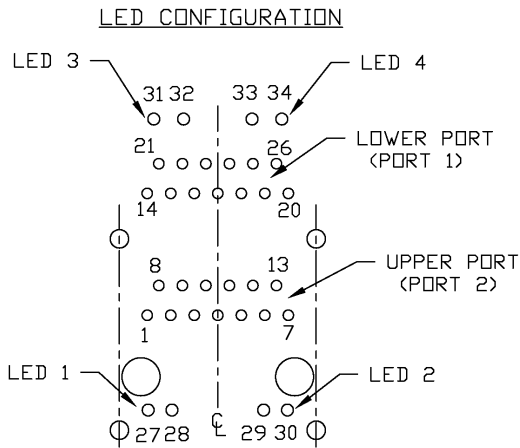 LED CONFIGURATION
LED 3
LED 4
31 32 33 34
21 26
LOWER PORT
(PORT 1)
14 20
8 13
UPPER PORT
(PORT 2)
1 7
LED 1
LED 2
27 28 ℄ 29 30